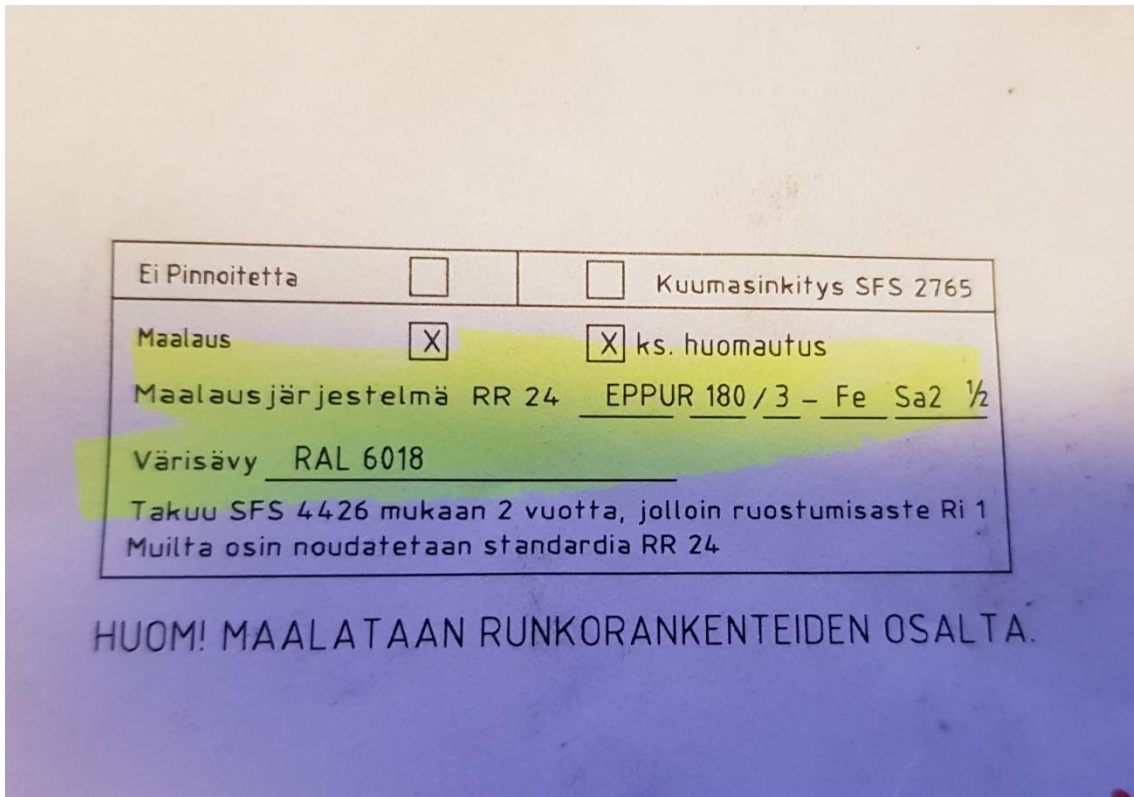 Ei Pinnoitetta Kuumasinkitys SFS 2765
Maalaus X X ks. huomautus
Maalausjärjestelmä RR 24 EPPUR 180 / 3 - Fe Sa2 ½
Värisävy RAL 6018
Takuu SFS 4426 mukaan 2 vuotta, jolloin ruostumisaste Ri 1
Muilta osin noudatetaan standardia RR 24
HUOM! MAALATAAN RUNKORANKENTEIDEN OSALTA.